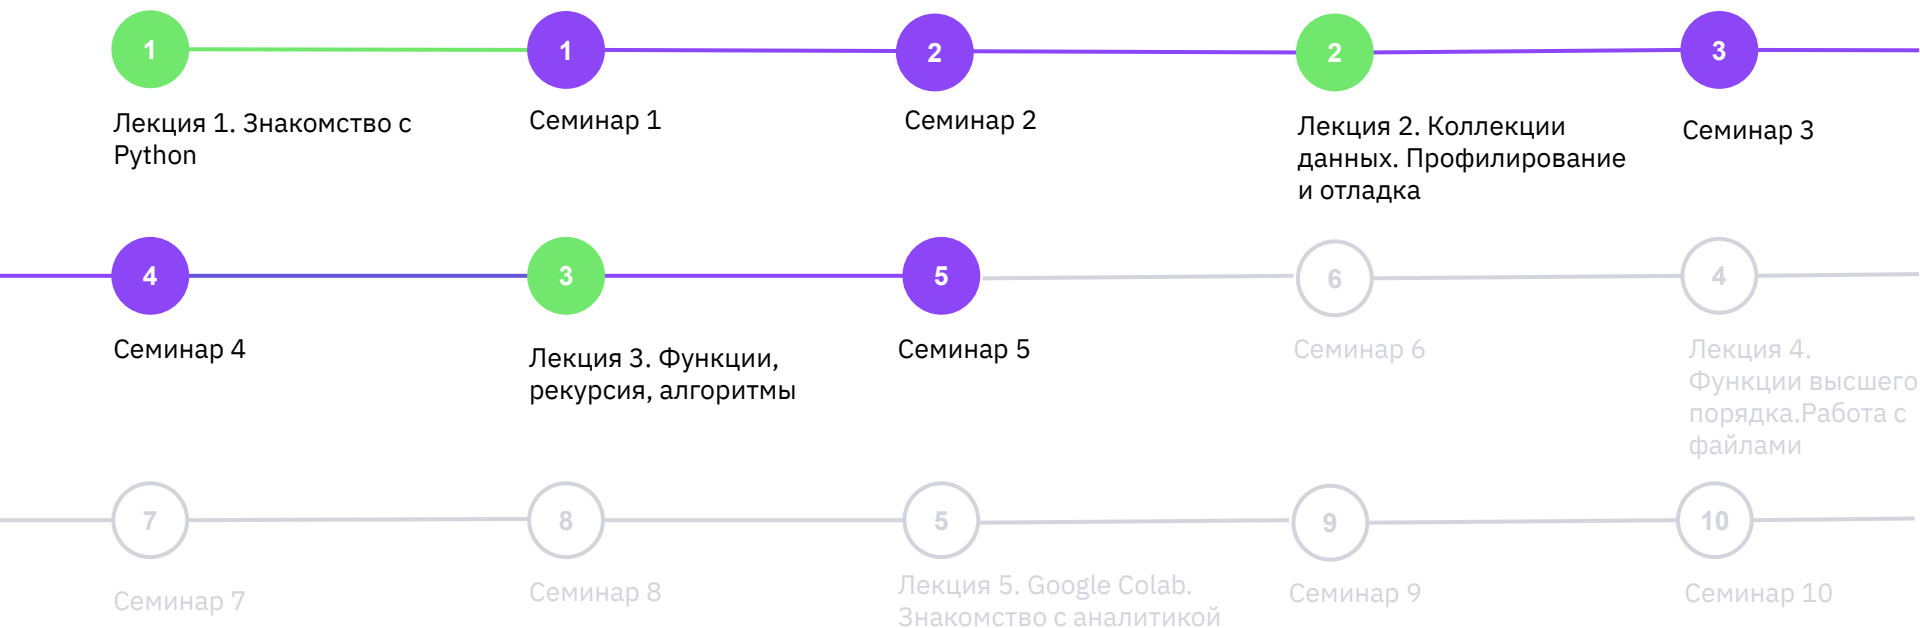 1
1
2
2
3
Лекция 1. Знакомство с
Python
Семинар 1
Семинар 2
Лекция 2. Коллекции
данных. Профилирование
и отладка
Семинар 3
4
3
5
6
4
Семинар 4
Лекция 3. Функции,
рекурсия, алгоритмы
Семинар 5
Семинар 6
Лекция 4.
Функции высшего
порядка.Работа с
файлами
7
8
5
9
10
Семинар 7
Семинар 8
Лекция 5. Google Colab.
Знакомство с аналитикой
Семинар 9
Семинар 10